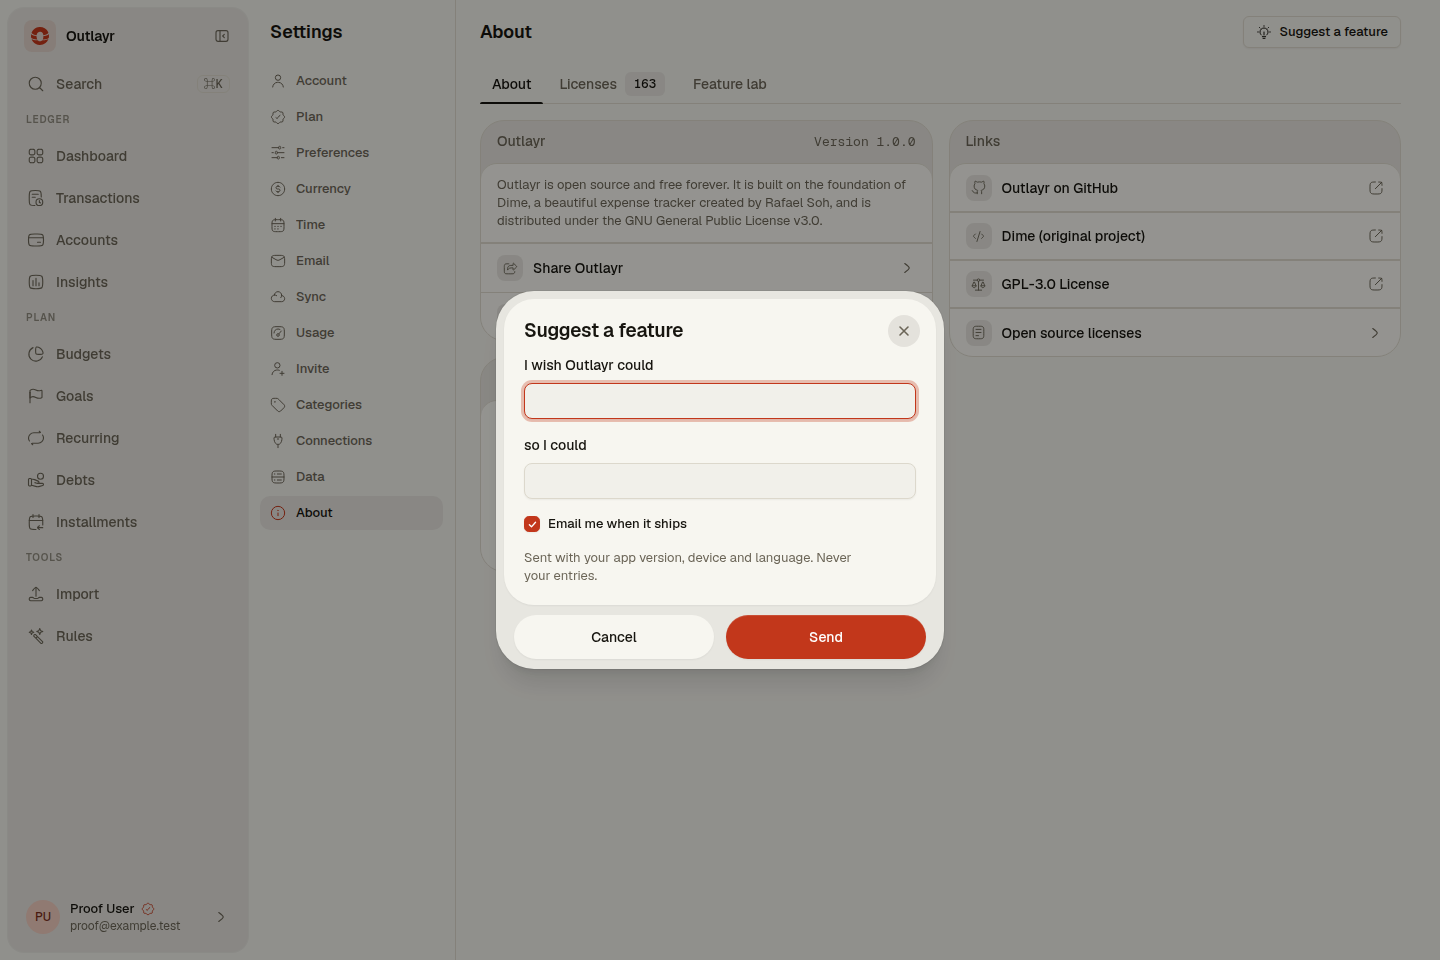 Outlayr
Search
⌘K
LEDGER
Dashboard
Transactions
Accounts
Insights
PLAN
Budgets
Goals
Recurring
Debts
Installments
TOOLS
Import
Rules
PU
Proof User
proof@example.test
Settings
Account
Plan
Preferences
Currency
Time
Email
Sync
Usage
Invite
Categories
Connections
Data
About
About
Suggest a feature
About
Licenses 163
Feature lab
Outlayr
Version 1.0.0
Outlayr is open source and free forever. It is built on the foundation of
Dime, a beautiful expense tracker created by Rafael Soh, and is
distributed under the GNU General Public License v3.0.
Share Outlayr
Links
Outlayr on GitHub
Dime (original project)
GPL-3.0 License
Open source licenses
Suggest a feature
I wish Outlayr could
so I could
Email me when it ships
Sent with your app version, device and language. Never
your entries.
Cancel
Send